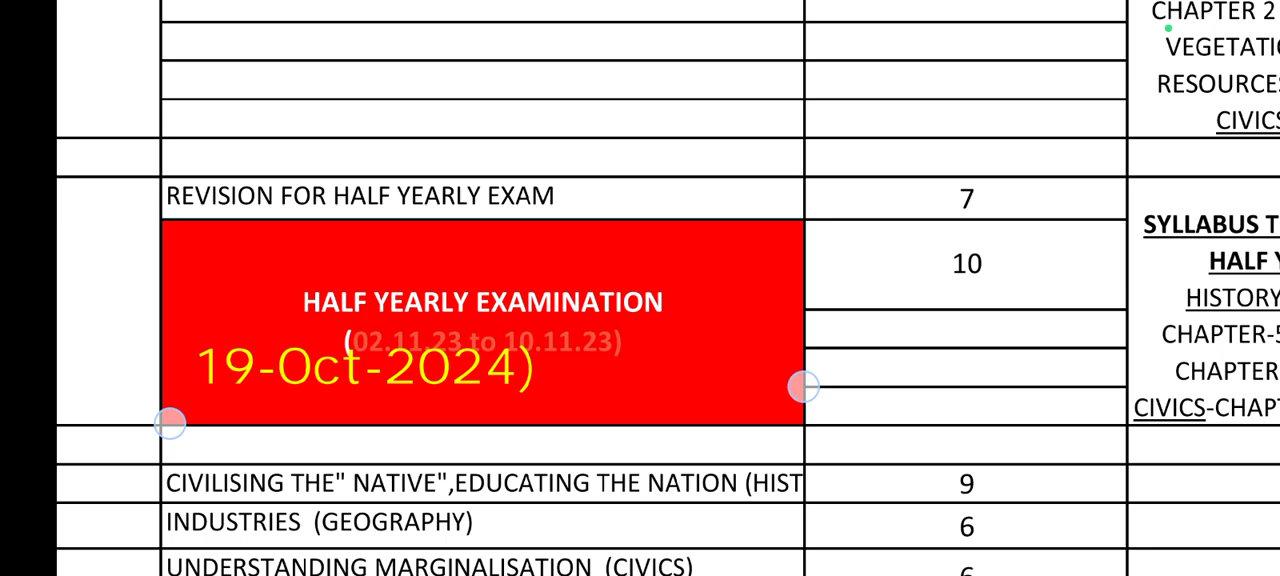 CHAPTER 2
VEGETATI
RESOURCES
CIVICS
REVISION FOR HALF YEARLY EXAM
7
SYLLABUS T
HALF Y
HISTORY
CHAPTER-5
CHAPTER
CIVICS-CHAPT
10
HALF YEARLY EXAMINATION
(02.11.23 to 10.11.23)
19-Oct-2024)
CIVILISING THE" NATIVE",EDUCATING THE NATION (HIST
9
INDUSTRIES (GEOGRAPHY)
6
UNDERSTANDING MARGINALISATION (CIVICS)
6